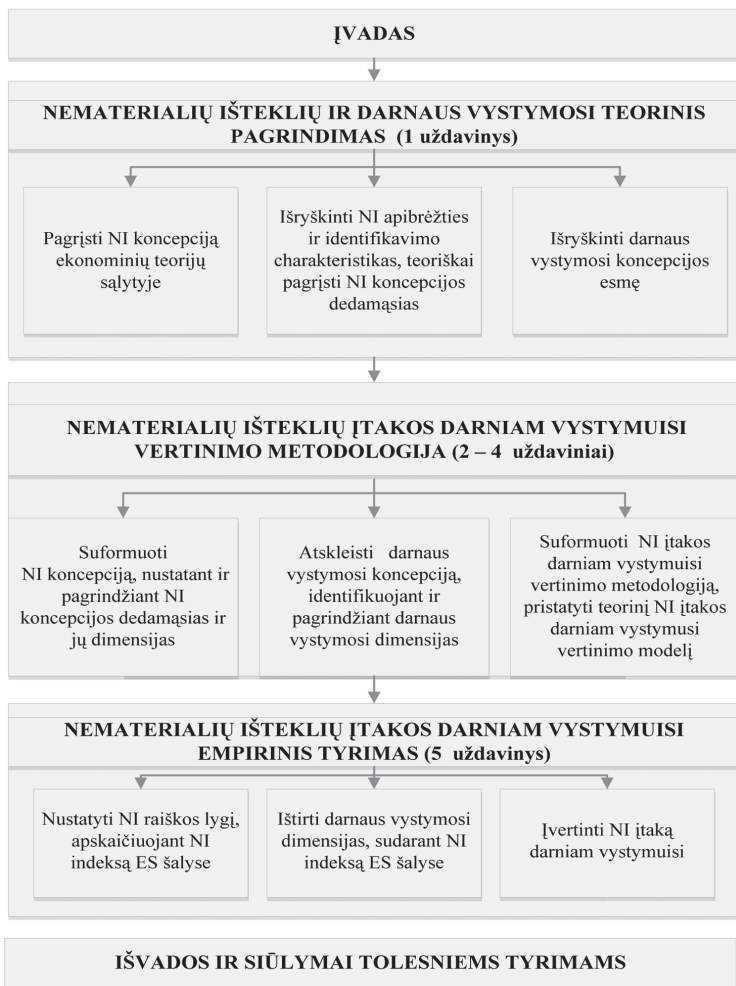 ĮVADAS
NEMATERIALIŲ IŠTEKLIŲ IR DARNAUS VYSTYMOSI TEORINIS
PAGRINDIMAS (1 uždavinys)
Pagrįsti NI koncepciją
ekonominių teorijų
sąlytyje
Išryškinti NI apibrėžties
ir identifikavimo
charakteristikas, teoriškai
pagrįsti NI koncepcijos
dedamąsias
Išryškinti darnaus
vystymosi koncepcijos
esmę
NEMATERIALIŲ IŠTEKLIŲ ĮTAKOS DARNIAM VYSTYMUISI
VERTINIMO METODOLOGIJA (2 – 4 uždaviniai)
Suformuoti
NI koncepciją, nustatant ir
pagrindžiant NI
koncepcijos dedamąsias ir
jų dimensijas
Atskleisti darnaus
vystymosi koncepciją,
identifikuojant ir
pagrindžiant darnaus
vystymosi dimensijas
Suformuoti NI įtakos
darniam vystymuisi
vertinimo metodologiją,
pristatyti teorinį NI įtakos
darniam vystymusi
vertinimo modelį
NEMATERIALIŲ IŠTEKLIŲ ĮTAKOS DARNIAM VYSTYMUISI
EMPIRINIS TYRIMAS (5 uždavinys)
Nustatyti NI raiškos lygį,
apskaičiuojant NI
indeksą ES šalyse
Ištirti darnaus vystymosi
dimensijas, sudarant NI
indeksą ES šalyse
Įvertinti NI įtaką
darniam vystymuisi
IŠVADOS IR SIŪLYMAI TOLESNIEMS TYRIMAMS